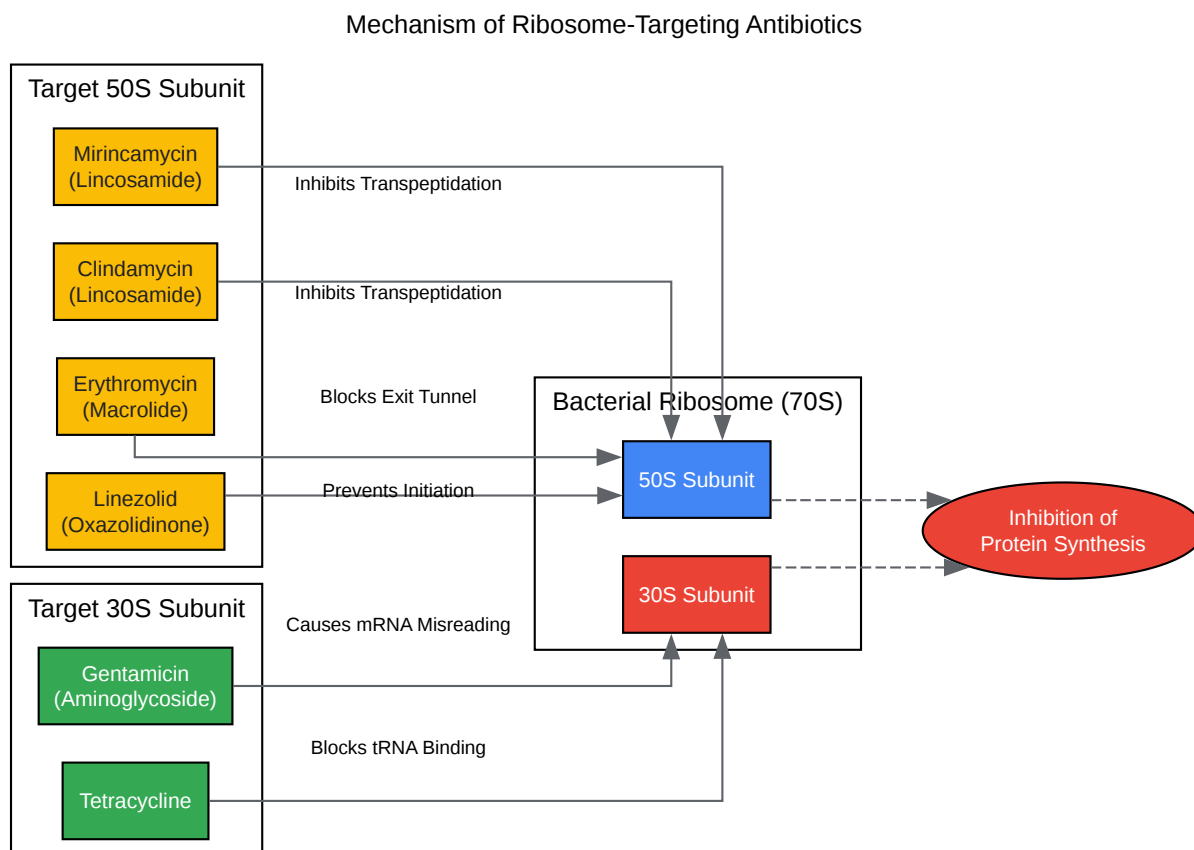 Mechanism of Ribosome-Targeting Antibiotics
Target 50S Subunit
Mirincamycin
(Lincosamide)
Inhibits Transpeptidation
Clindamycin
(Lincosamide)
Inhibits Transpeptidation
Erythromycin
(Macrolide)
Blocks Exit Tunnel
Linezolid
(Oxazolidinone)
Prevents Initiation
Bacterial Ribosome (70S)
50S Subunit
30S Subunit
Inhibition of
Protein Synthesis
Target 30S Subunit
Causes mRNA Misreading
Gentamicin
(Aminoglycoside)
Blocks tRNA Binding
Tetracycline